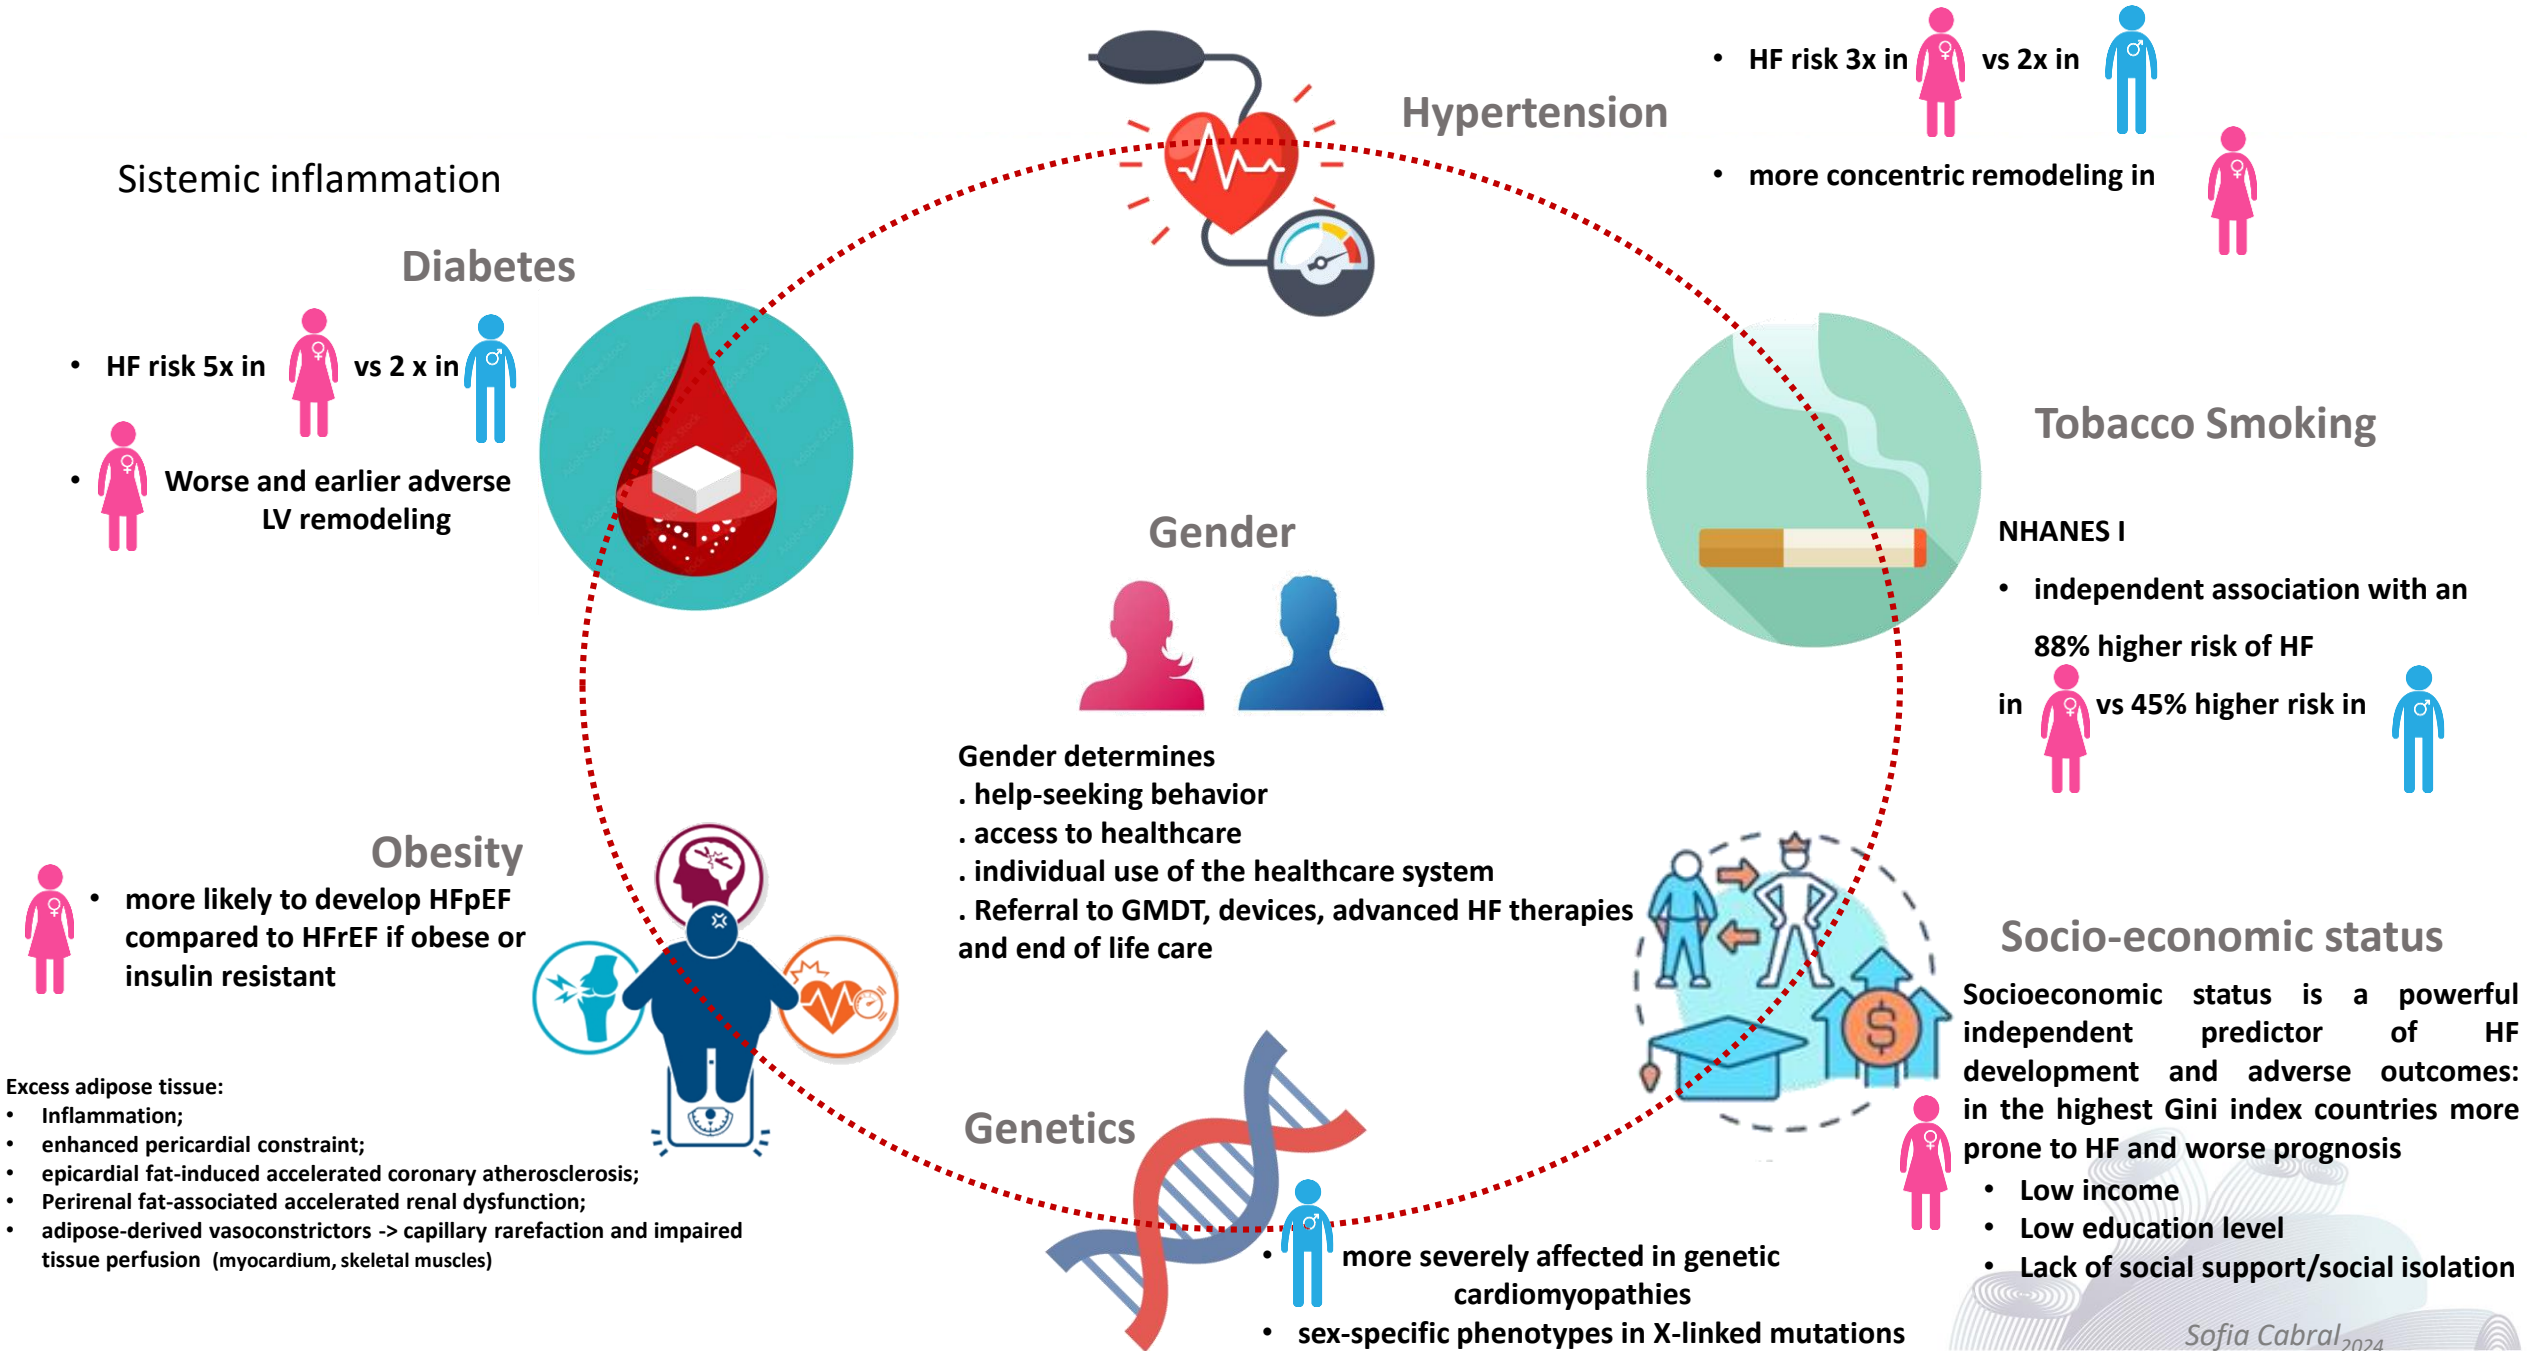 Hypertension
• HF risk 3x in ♀ vs 2x in ♂
• more concentric remodeling in ♀
Sistemic inflammation
Diabetes
• HF risk 5x in ♀ vs 2 x in ♂
• ♀ Worse and earlier adverse
LV remodeling
Tobacco Smoking
NHANES I
• independent association with an
88% higher risk of HF
in ♀ vs 45% higher risk in ♂
Gender
Gender determines
. help-seeking behavior
. access to healthcare
. individual use of the healthcare system
. Referral to GMDT, devices, advanced HF therapies
and end of life care
Obesity
♀ • more likely to develop HFpEF
compared to HFrEF if obese or
insulin resistant
Excess adipose tissue:
• Inflammation;
• enhanced pericardial constraint;
• epicardial fat-induced accelerated coronary atherosclerosis;
• Perirenal fat-associated accelerated renal dysfunction;
• adipose-derived vasoconstrictors -> capillary rarefaction and impaired
tissue perfusion (myocardium, skeletal muscles)
Genetics
• ♂ more severely affected in genetic
cardiomyopathies
• sex-specific phenotypes in X-linked mutations
Socio-economic status
$
Socioeconomic status is a powerful
independent predictor of HF
development and adverse outcomes:
in the highest Gini index countries more
♀ prone to HF and worse prognosis
• Low income
• Low education level
• Lack of social support/social isolation
Sofia Cabral 2024